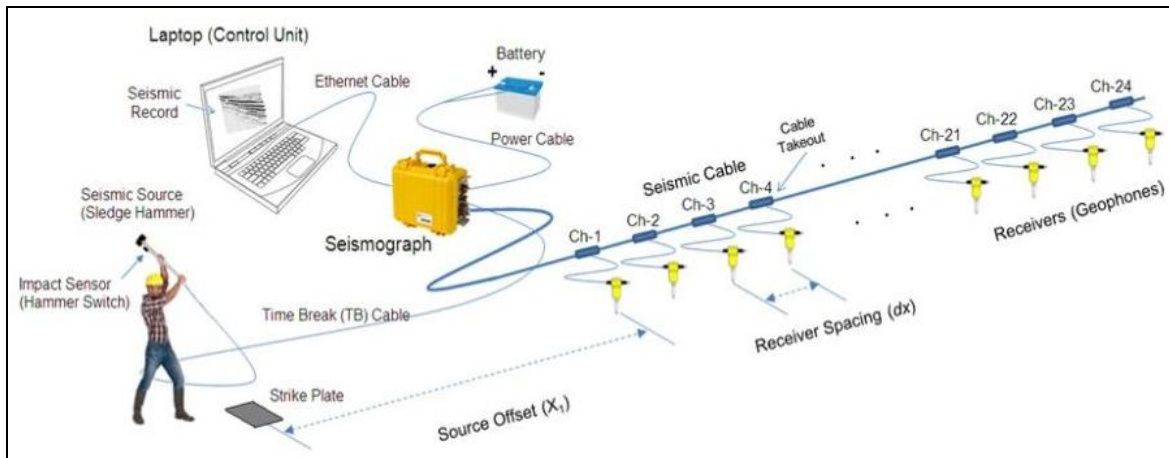 Laptop (Control Unit)
Seismic
Record
Ethernet Cable
Battery
+ -
Power Cable
Seismic Source
(Sledge Hammer)
Impact Sensor
(Hammer Switch)
Seismograph
Time Break (TB) Cable
Strike Plate
Source Offset (X₁)
Seismic Cable
Cable
Takeout
Ch-1
Ch-2
Ch-3
Ch-4
. . .
Ch-21
Ch-22
Ch-23
Ch-24
. . .
Receivers (Geophones)
Receiver Spacing (dx)